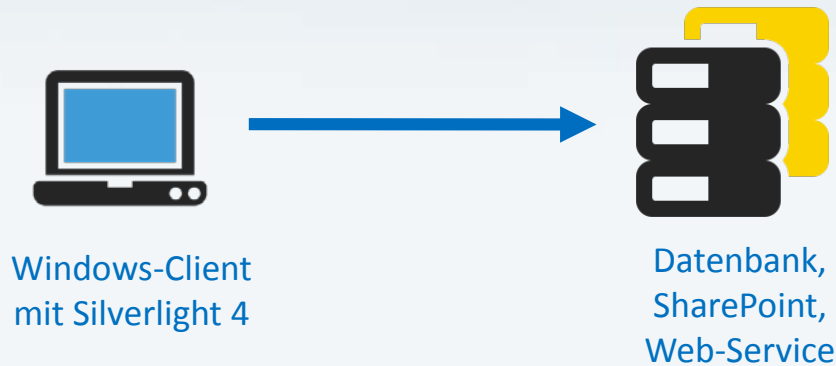 Windows-Client
mit Silverlight 4
Datenbank,
SharePoint,
Web-Service